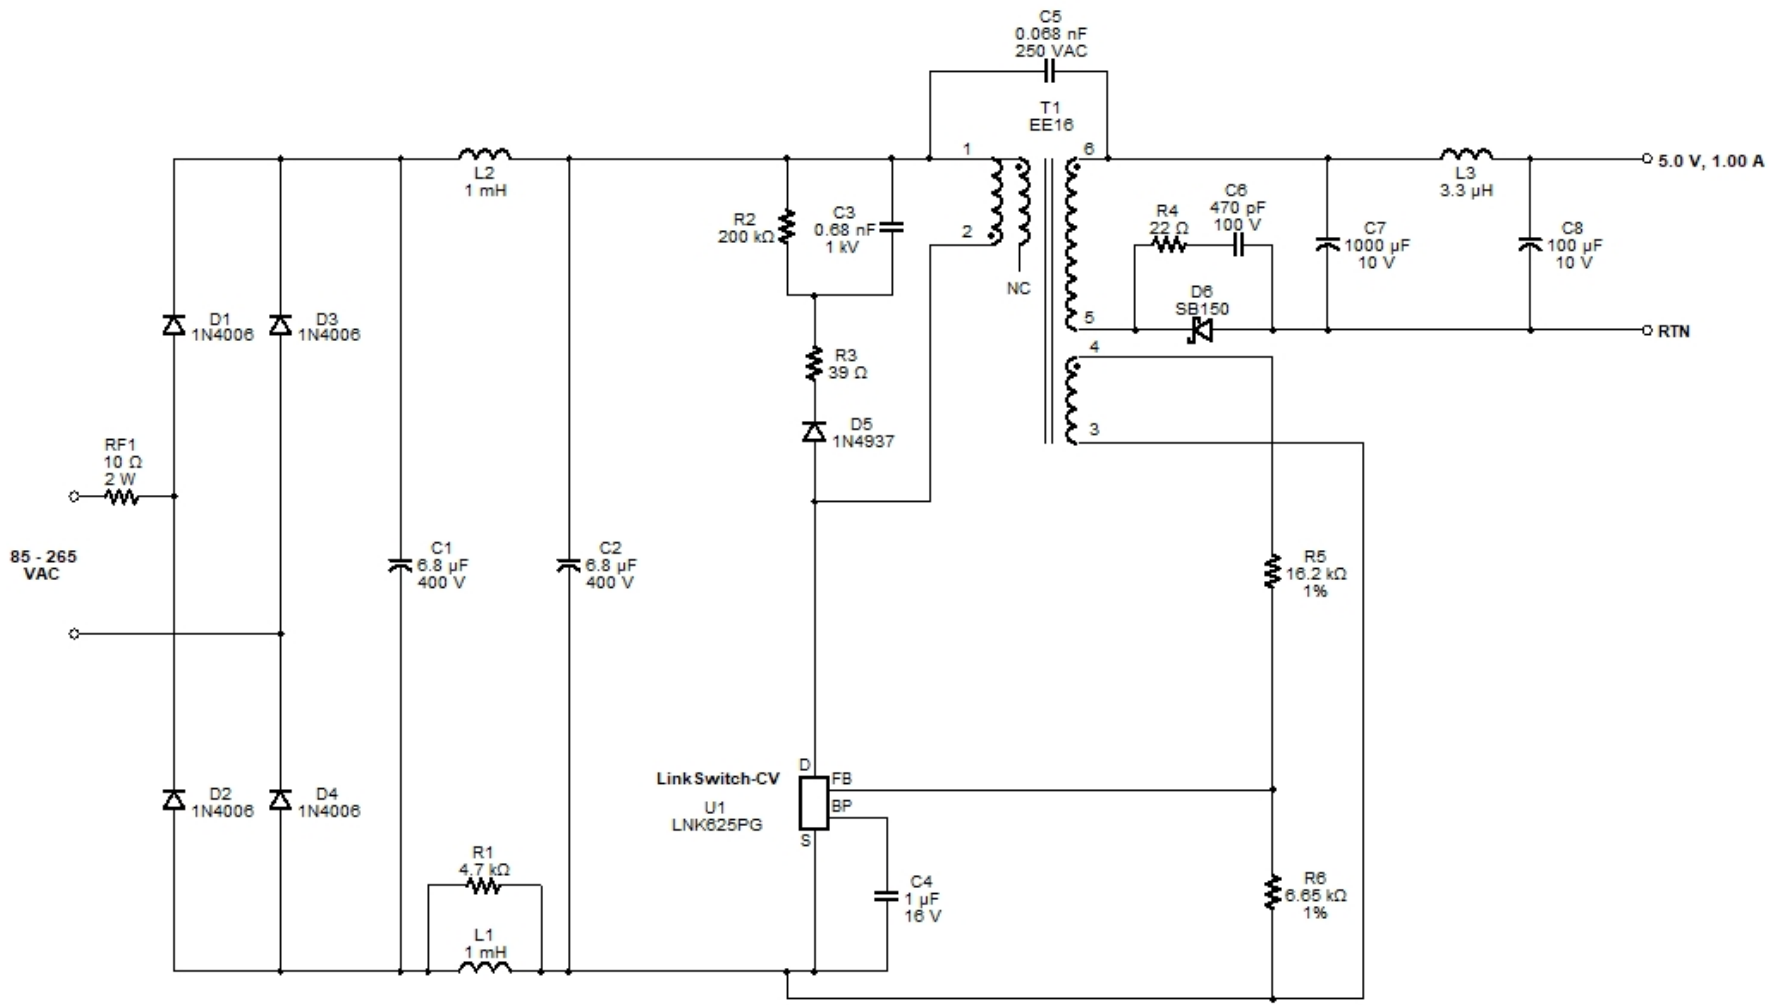 C5
0.068 nF
250 VAC
T1
EE16
1
6
5.0 V, 1.00 A
L2
1 mH
L3
3.3 µH
R2
200 kΩ
C3
0.68 nF
1 kV
2
R4
22 Ω
C6
470 pF
100 V
C7
1000 µF
10 V
C8
100 µF
10 V
NC
D6
SB150
5
RTN
D1
1N4006
D3
1N4006
4
R3
39 Ω
D5
1N4937
3
RF1
10 Ω
2 W
85 - 265
VAC
C1
6.8 µF
400 V
C2
6.8 µF
400 V
R5
16.2 kΩ
1%
D2
1N4006
D4
1N4006
LinkSwitch-CV
U1
LNK625PG
D
FB
BP
S
R1
4.7 kΩ
C4
1 µF
16 V
R6
6.65 kΩ
1%
L1
1 mH